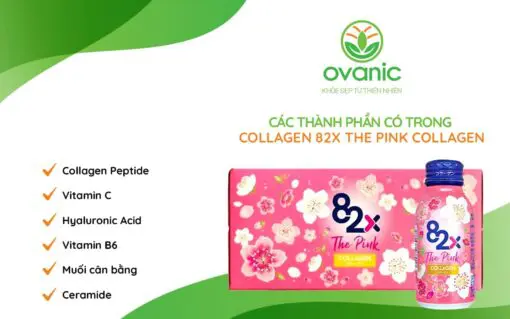 ovanic
KHỎE ĐẸP TỪ THIÊN NHIÊN
CÁC THÀNH PHẦN CÓ TRONG
COLLAGEN 82X THE PINK COLLAGEN
Collagen Peptide
Vitamin C
Hyaluronic Acid
Vitamin B6
Muối cân bằng
Ceramide
82x
The Pink
COLLAGEN
82x
The Pink
COLLAGEN